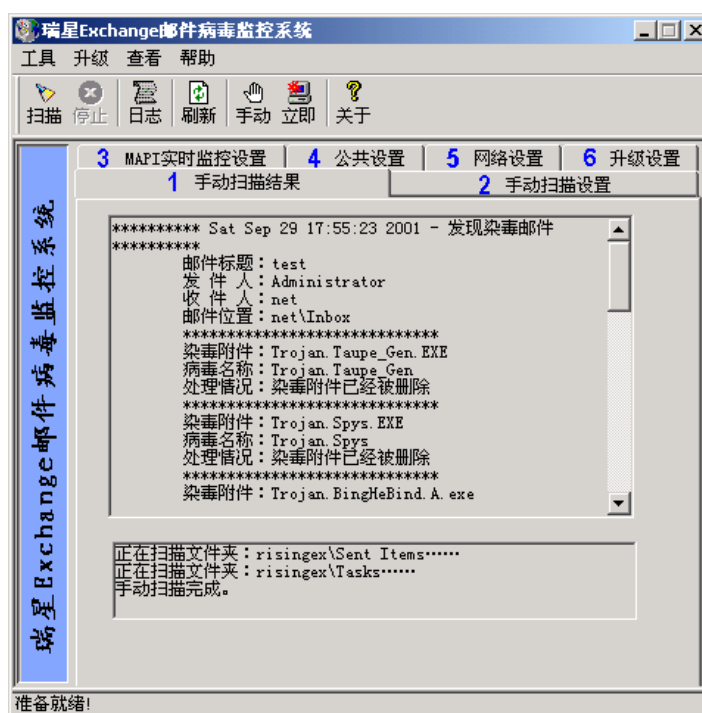 瑞星Exchange邮件病毒监控系统
工具 升级 查看 帮助
扫描 停止 日志 刷新 手动 立即 关于
3 MAPI实时监控设置 4 公共设置 5 网络设置 6 升级设置
1 手动扫描结果 2 手动扫描设置
瑞星Exchange邮件病毒监控系统
********** Sat Sep 29 17:55:23 2001 - 发现染毒邮件
**********
邮件标题：test
发 件 人：Administrator
收 件 人：net
邮件位置：net\Inbox
*****************************
染毒附件：Trojan.Taupe_Gen.EXE
病毒名称：Trojan.Taupe_Gen
处理情况：染毒附件已经被删除
*****************************
染毒附件：Trojan.Spys.EXE
病毒名称：Trojan.Spys
处理情况：染毒附件已经被删除
*****************************
染毒附件：Trojan.BingHeBind.A.exe
正在扫描文件夹：risingex\Sent Items……
正在扫描文件夹：risingex\Tasks……
手动扫描完成。
准备就绪!